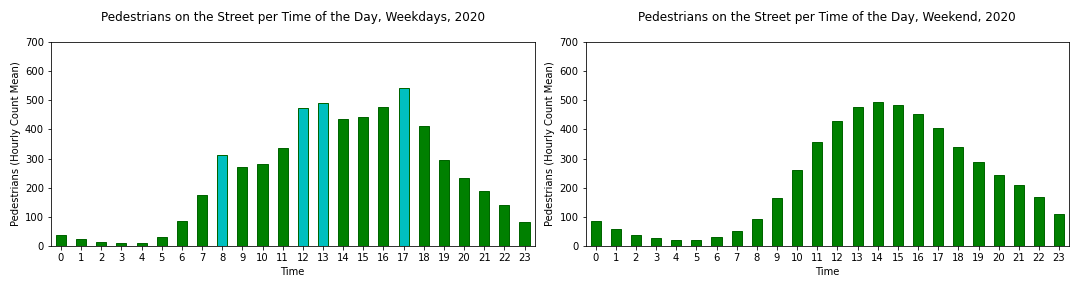 Pedestrians on the Street per Time of the Day, Weekdays, 2020
700
600
500
400
300
200
100
0
Pedestrians (Hourly Count Mean)
0 1 2 3 4 5 6 7 8 9 10 11 12 13 14 15 16 17 18 19 20 21 22 23
Time
Pedestrians on the Street per Time of the Day, Weekend, 2020
700
600
500
400
300
200
100
0
Pedestrians (Hourly Count Mean)
0 1 2 3 4 5 6 7 8 9 10 11 12 13 14 15 16 17 18 19 20 21 22 23
Time